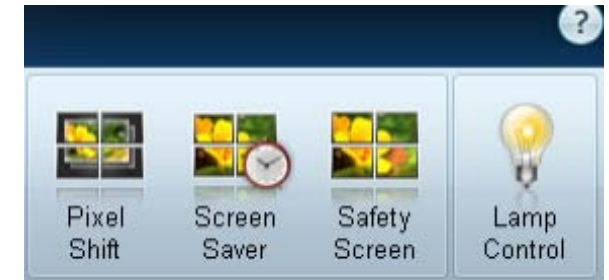 ?
Pixel Shift
Screen Saver
Safety Screen
Lamp Control